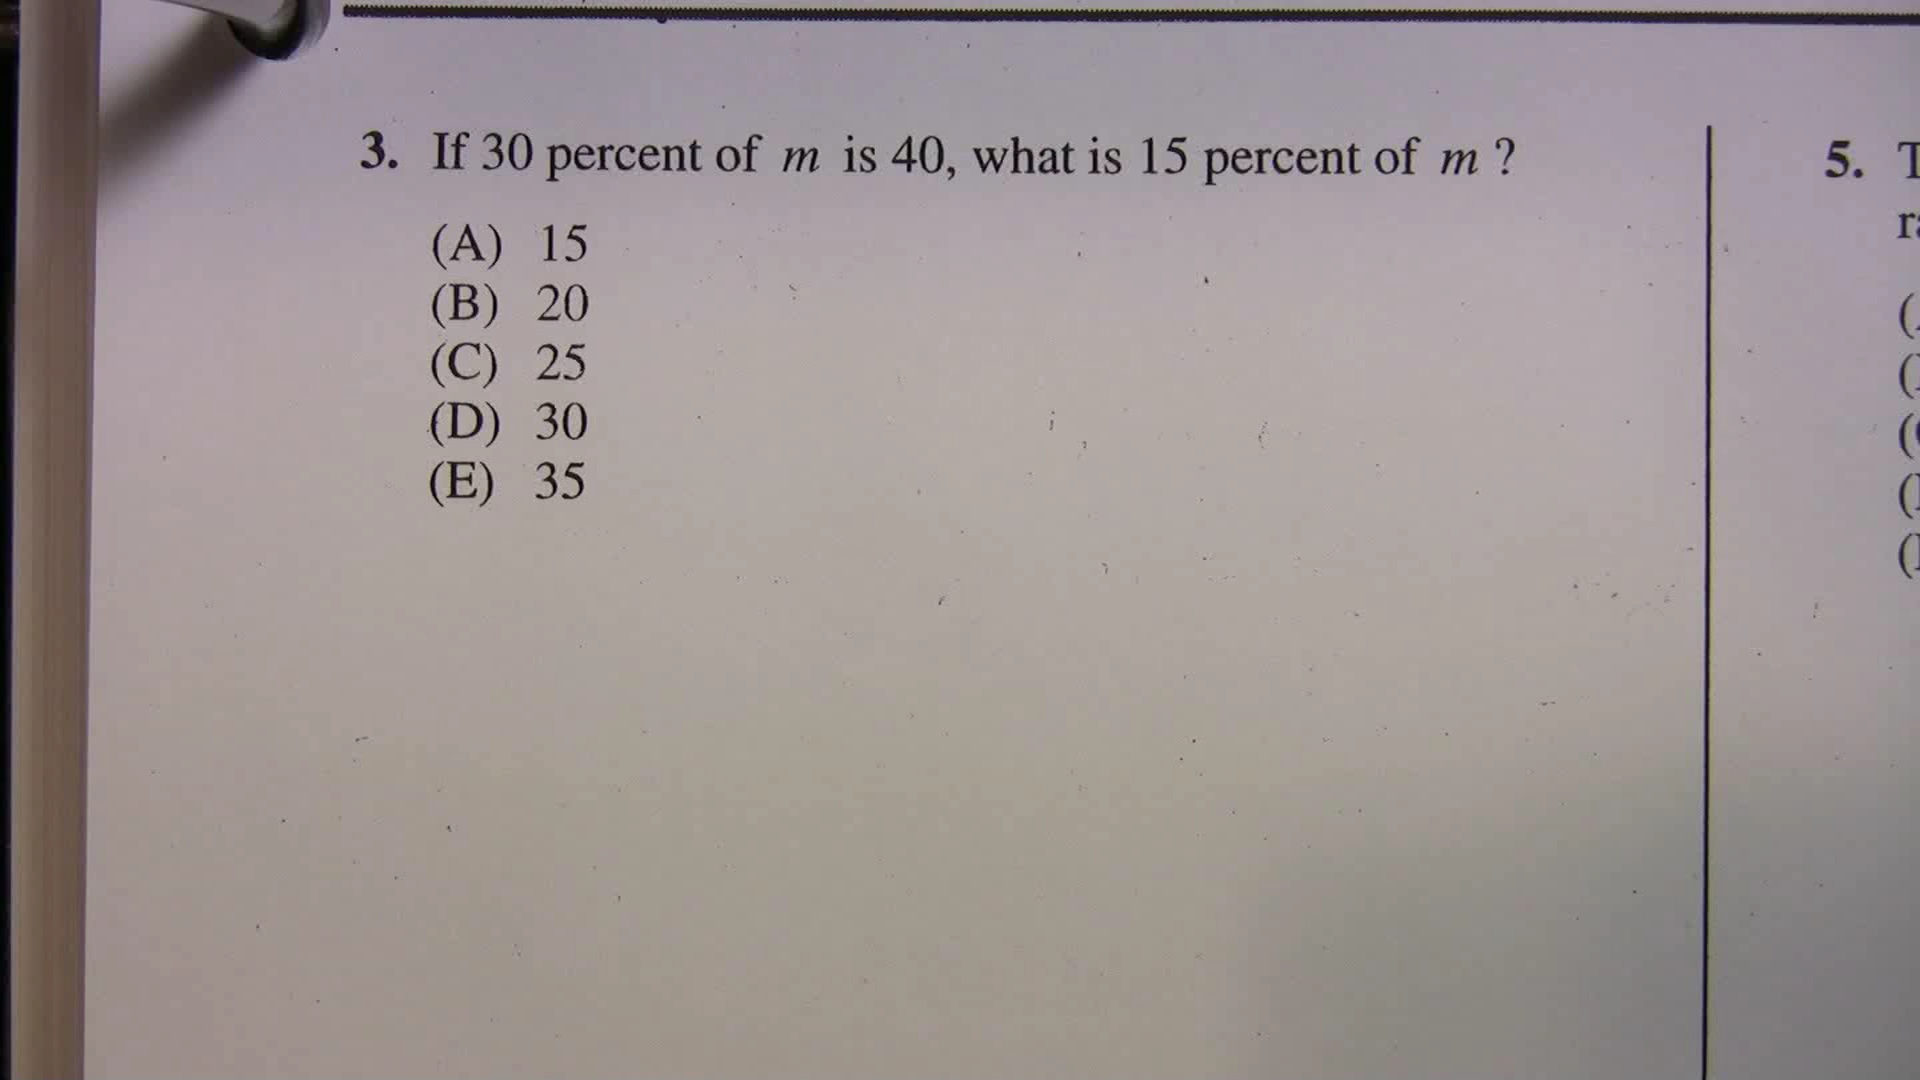 3. If 30 percent of m is 40, what is 15 percent of m ?
(A) 15
(B) 20
(C) 25
(D) 30
(E) 35
5.